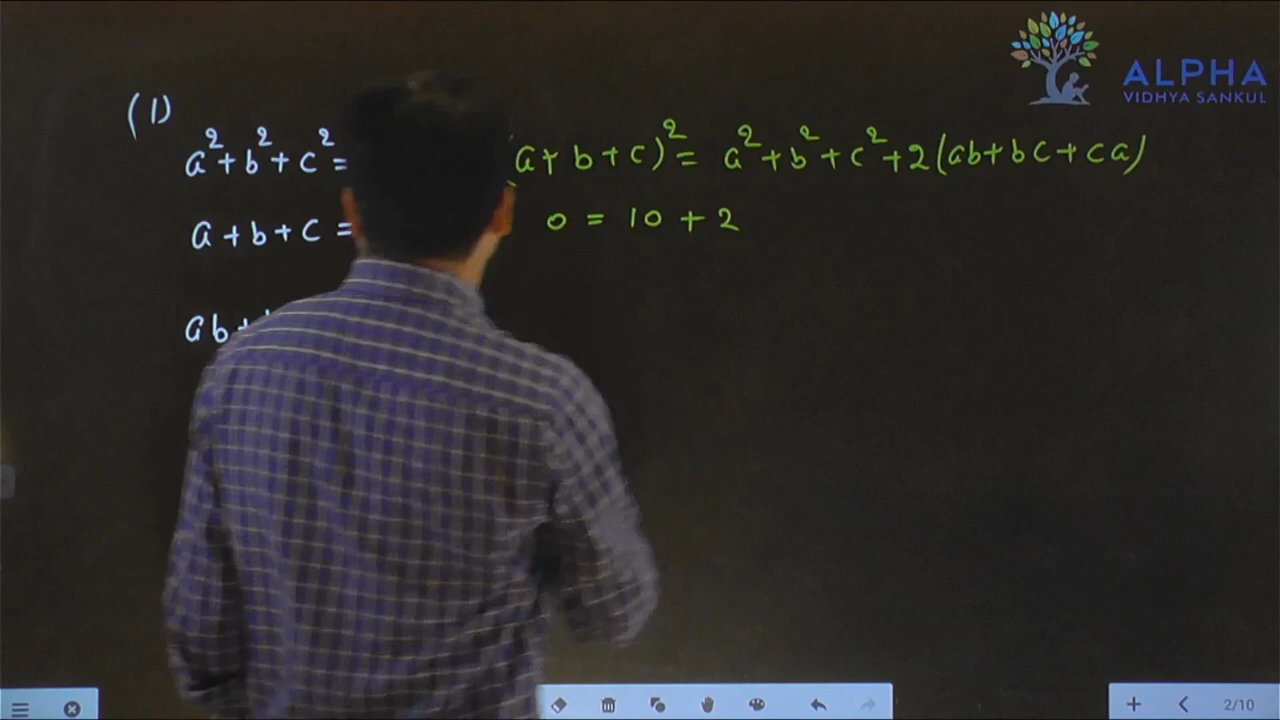 ALPHA
VIDHYA SANKUL
(1)
a²+b²+c²= a+b+c)²= a²+b²+c²+2(ab+bc+ca)
a+b+c= 0 = 10 + 2
ab+
2/10